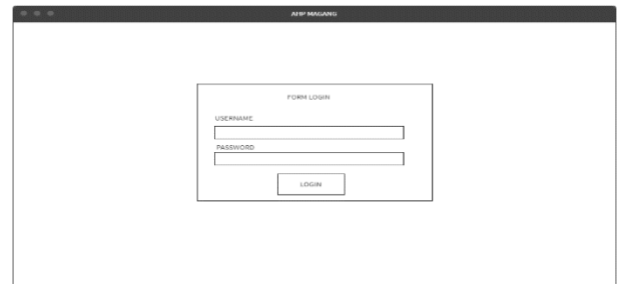 APP MAGANG
FORM LOGIN
USERNAME
PASSWORD
LOGIN